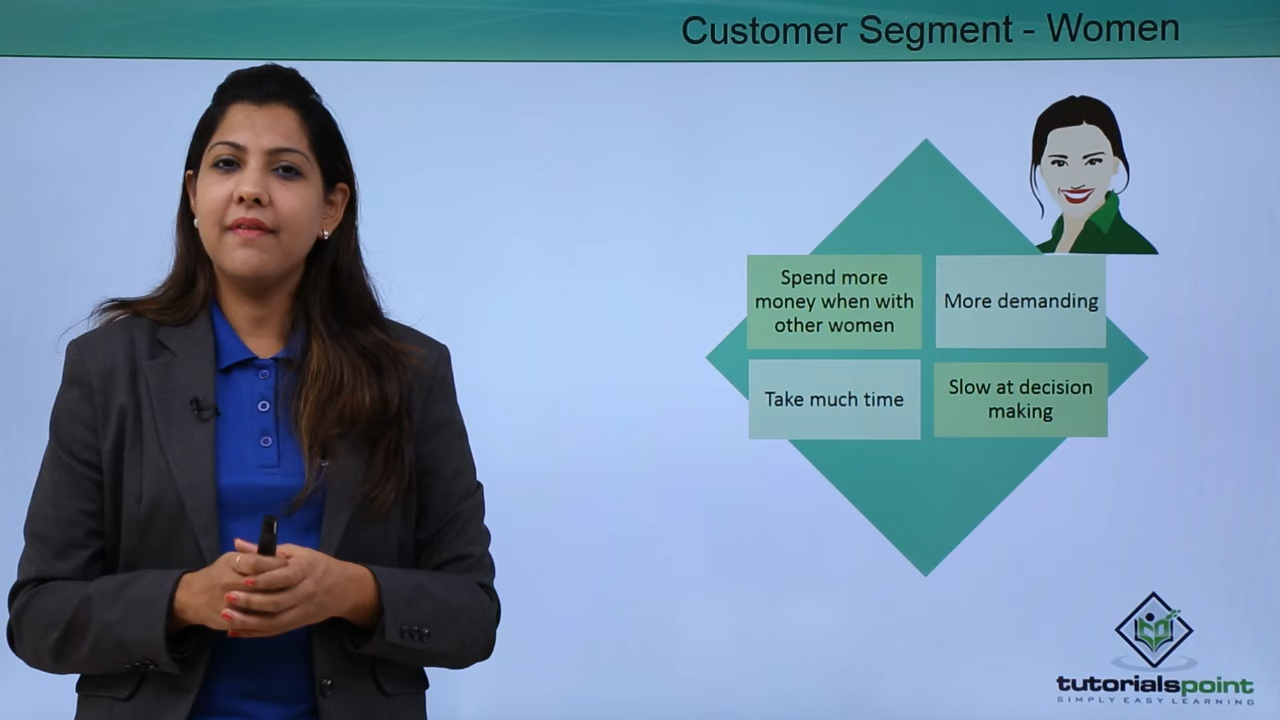 Customer Segment - Women
Spend more
money when with
other women
More demanding
Take much time
Slow at decision
making
tutorialspoint
SIMPLY EASY LEARNING